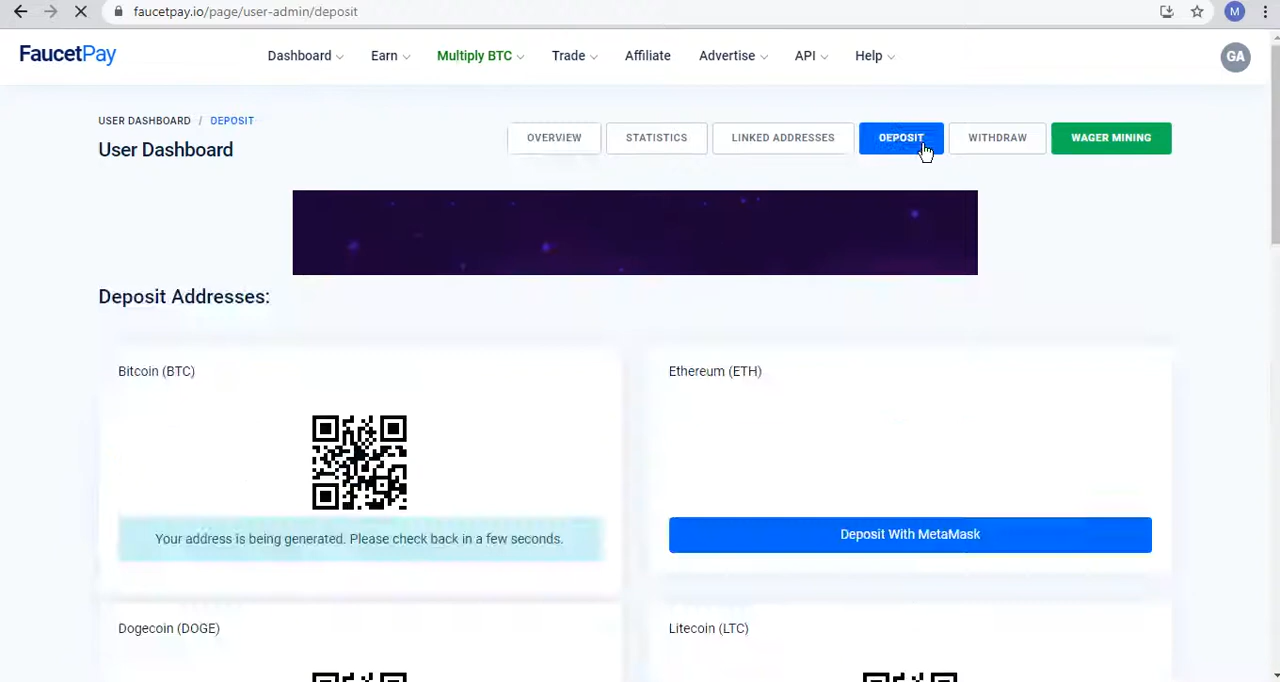 faucetpay.io/page/user-admin/deposit
M
FaucetPay
Dashboard Earn Multiply BTC Trade Affiliate Advertise API Help
GA
USER DASHBOARD / DEPOSIT
User Dashboard
OVERVIEW STATISTICS LINKED ADDRESSES DEPOSIT WITHDRAW WAGER MINING
Deposit Addresses:
Bitcoin (BTC)
Your address is being generated. Please check back in a few seconds.
Ethereum (ETH)
Deposit With MetaMask
Dogecoin (DOGE)
Litecoin (LTC)